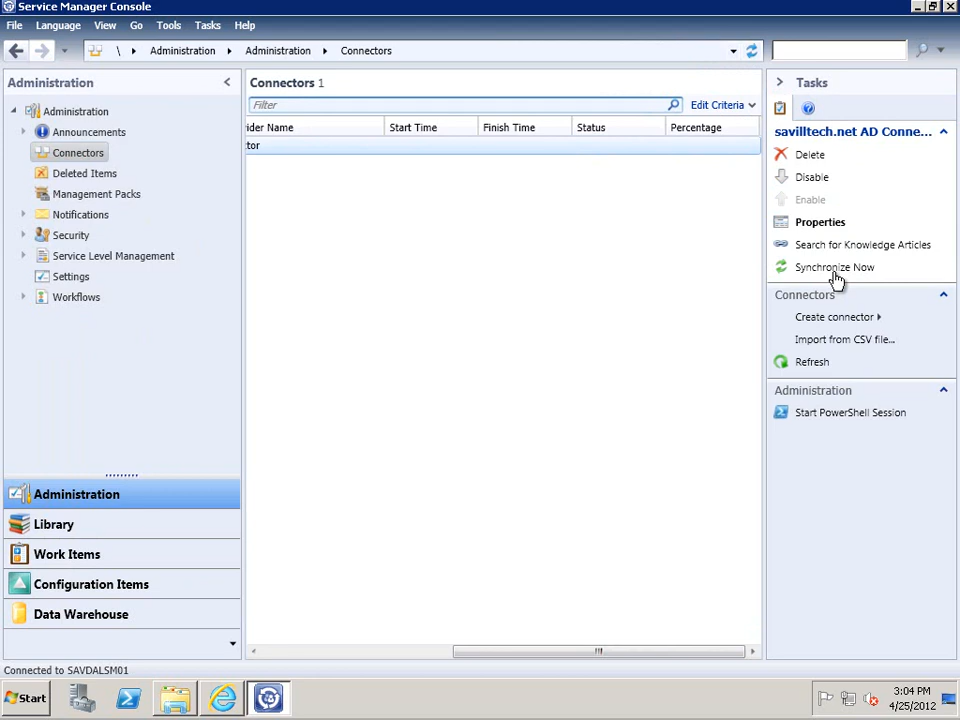 Service Manager Console
File Language View Go Tools Tasks Help
\ Administration Administration Connectors
Administration
Administration
Announcements
Connectors
Deleted Items
Management Packs
Notifications
Security
Service Level Management
Settings
Workflows
Administration
Library
Work Items
Configuration Items
Data Warehouse
Connectors 1
Filter
Edit Criteria
ider Name Start Time Finish Time Status Percentage
tor
Tasks
savilltech.net AD Conne...
Delete
Disable
Enable
Properties
Search for Knowledge Articles
Synchronize Now
Connectors
Create connector
Import from CSV file...
Refresh
Administration
Start PowerShell Session
Connected to SAVDALSM01
Start
3:04 PM
4/25/2012